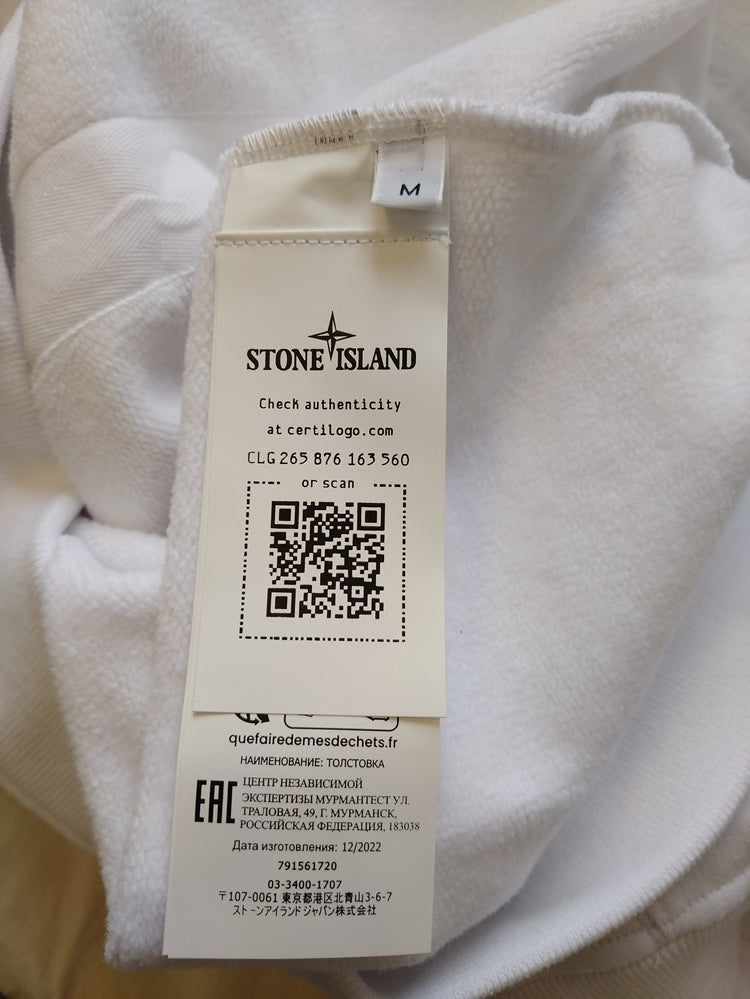 M
STONE ISLAND
Check authenticity
at certilogo.com
CLG 265 876 163 560
or scan
quefairedemesdechets.fr
НАИМЕНОВАНИЕ: ТОЛСТОВКА
EAC
ЦЕНТР НЕЗАВИСИМОЙ
ЭКСПЕРТИЗЫ МУРМАНТЕСТ УЛ.
ТРАЛОВАЯ, 49, Г. МУРМАНСК,
РОССИЙСКАЯ ФЕДЕРАЦИЯ, 183038
Дата изготовления: 12/2022
791561720
03-3400-1707
〒107-0061 東京都港区北青山3-6-7
ストーンアイランドジャパン株式会社